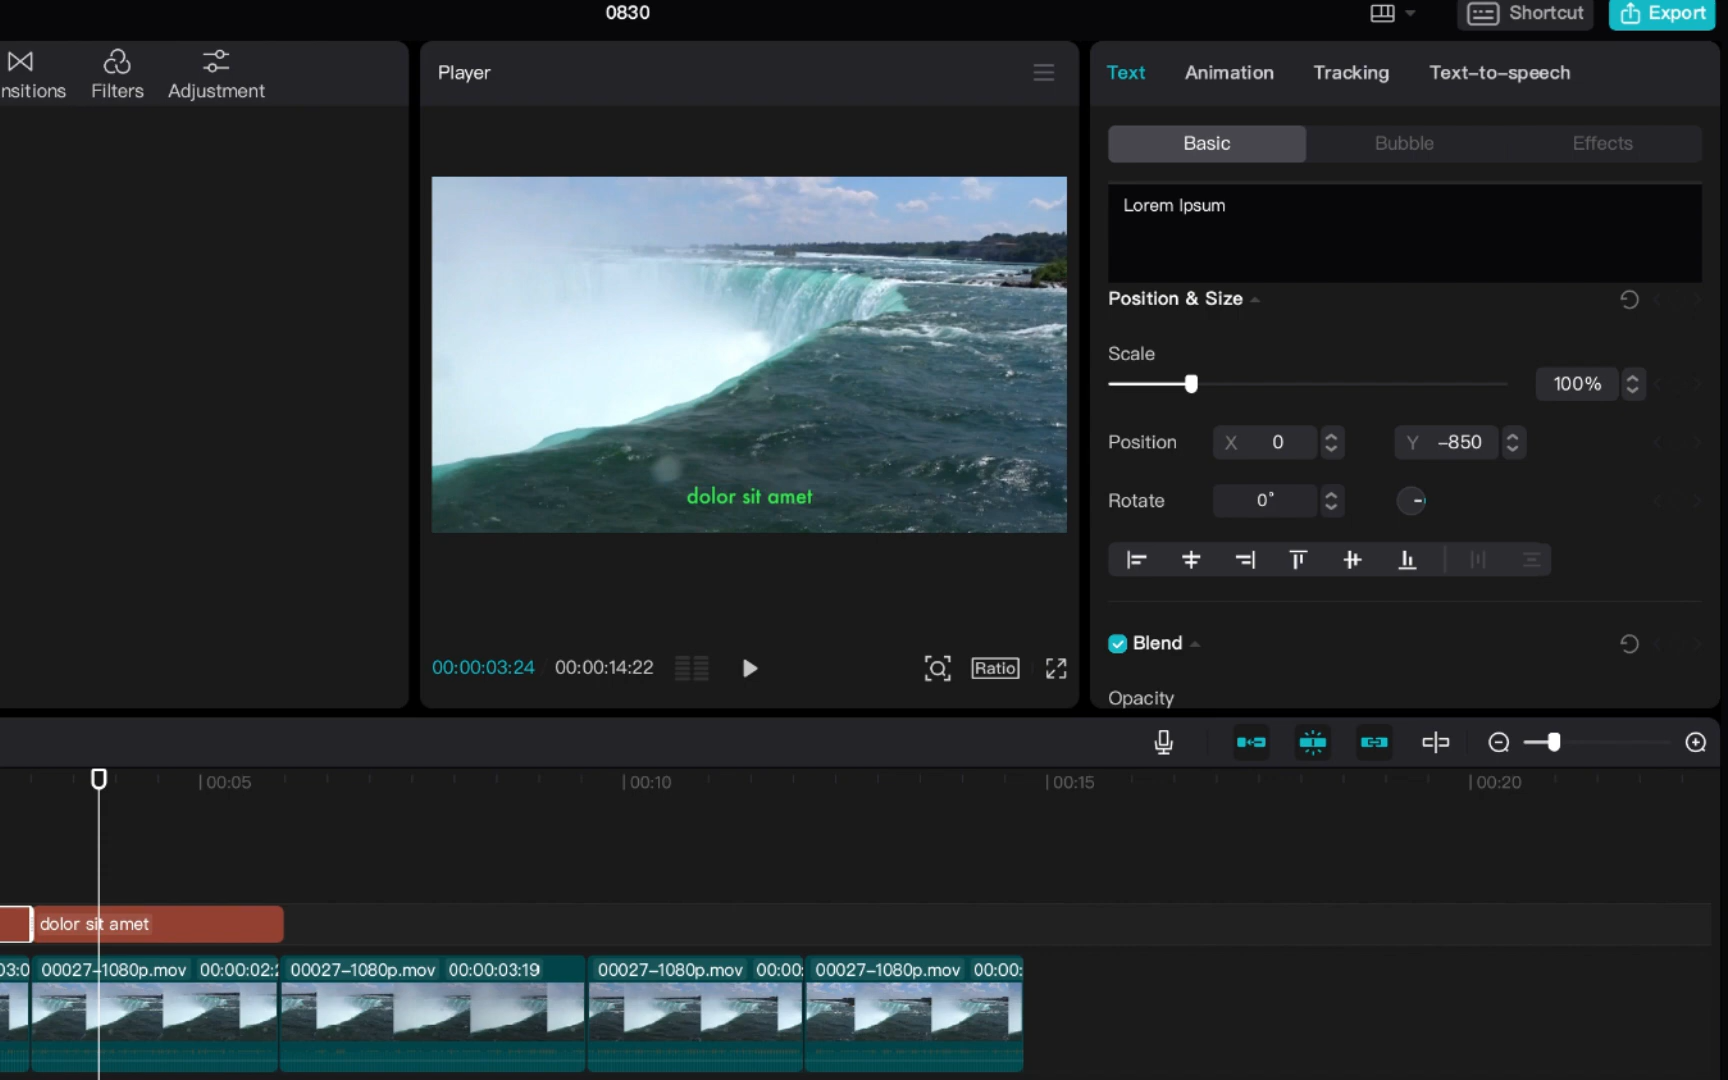 0830
Shortcut
Export
nsitions
Filters
Adjustment
Player
Text
Animation
Tracking
Text-to-speech
Basic
Bubble
Effects
Lorem Ipsum
Position & Size
Scale
100%
Position
X 0
Y -850
Rotate
0°
dolor sit amet
Blend
00:00:03:24
00:00:14:22
Ratio
Opacity
00:05
00:10
00:15
00:20
dolor sit amet
03:0
00027-1080p.mov 00:00:02:2
00027-1080p.mov 00:00:03:19
00027-1080p.mov 00:00:
00027-1080p.mov 00:00: